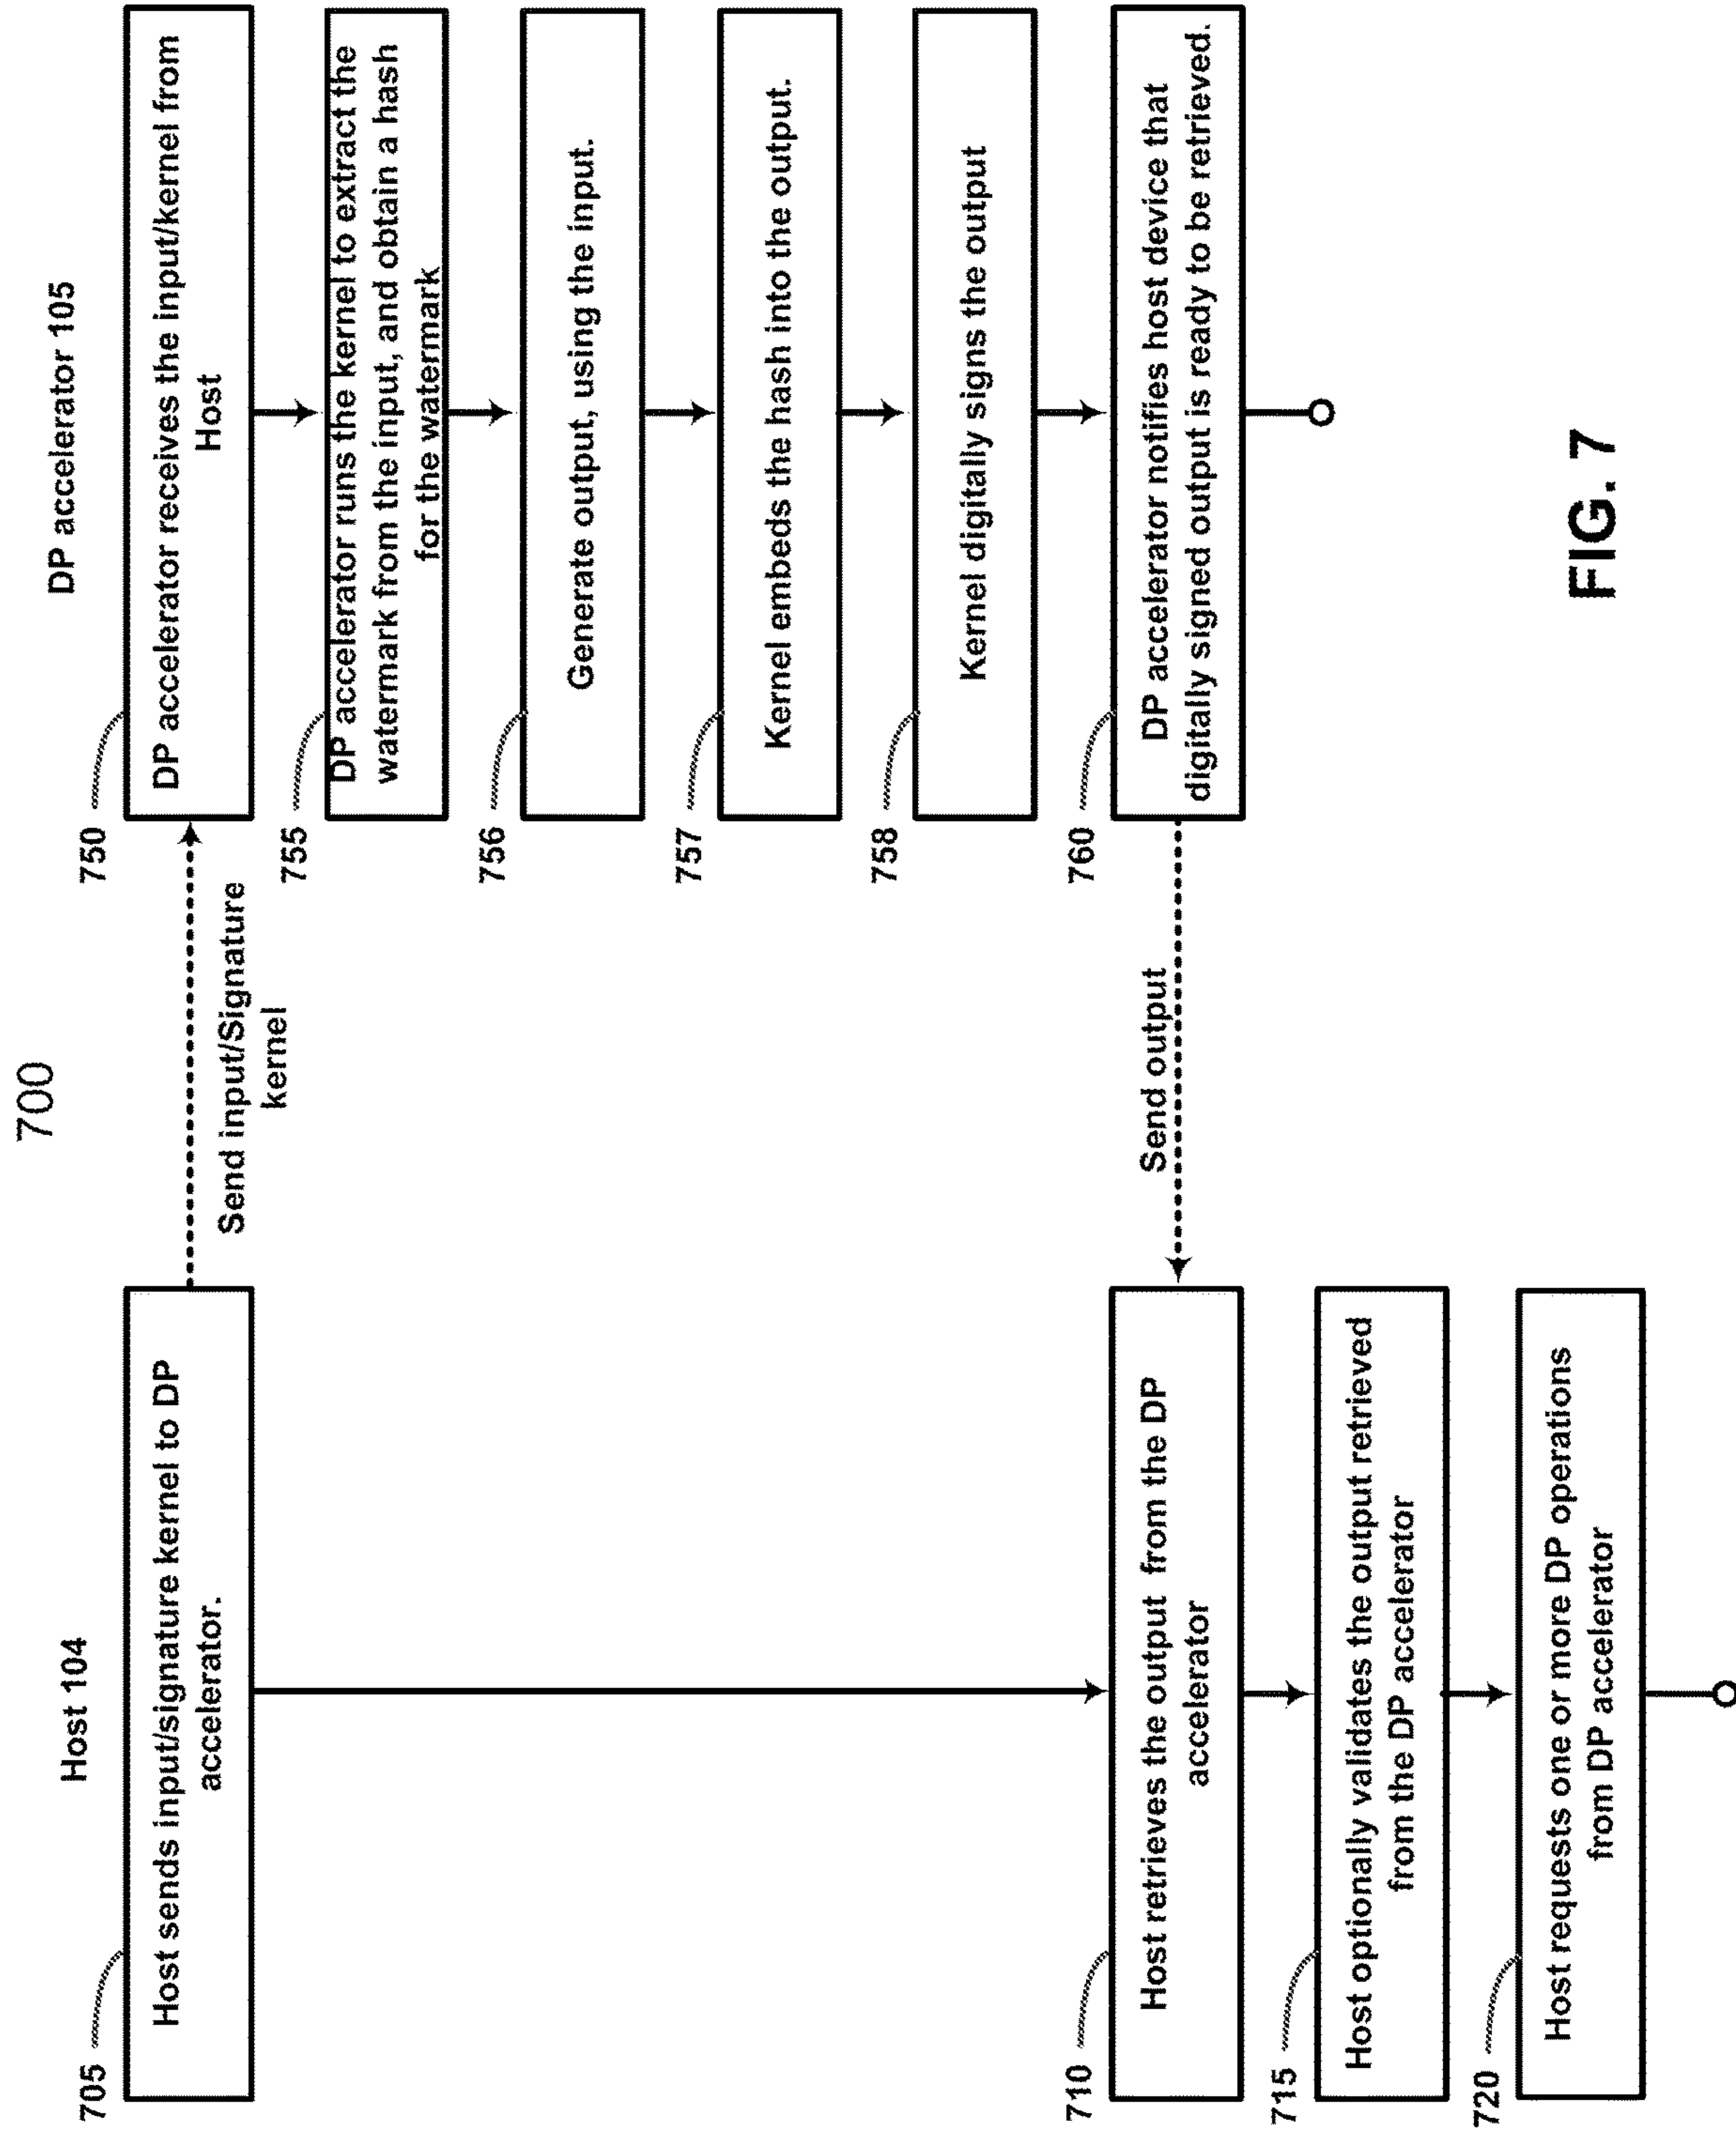 700
Host 104
DP accelerator 105
705
Host sends input/signature kernel to DP
accelerator.
Send input/Signature
kernel
750
DP accelerator receives the input/kernel from
Host
755
DP accelerator runs the kernel to extract the
watermark from the input, and obtain a hash
for the watermark
756
Generate output, using the input.
757
Kernel embeds the hash into the output.
758
Kernel digitally signs the output
760
DP accelerator notifies host device that
digitally signed output is ready to be retrieved.
Send output
710
Host retrieves the output from the DP
accelerator
715
Host optionally validates the output retrieved
from the DP accelerator
720
Host requests one or more DP operations
from DP accelerator
FIG. 7